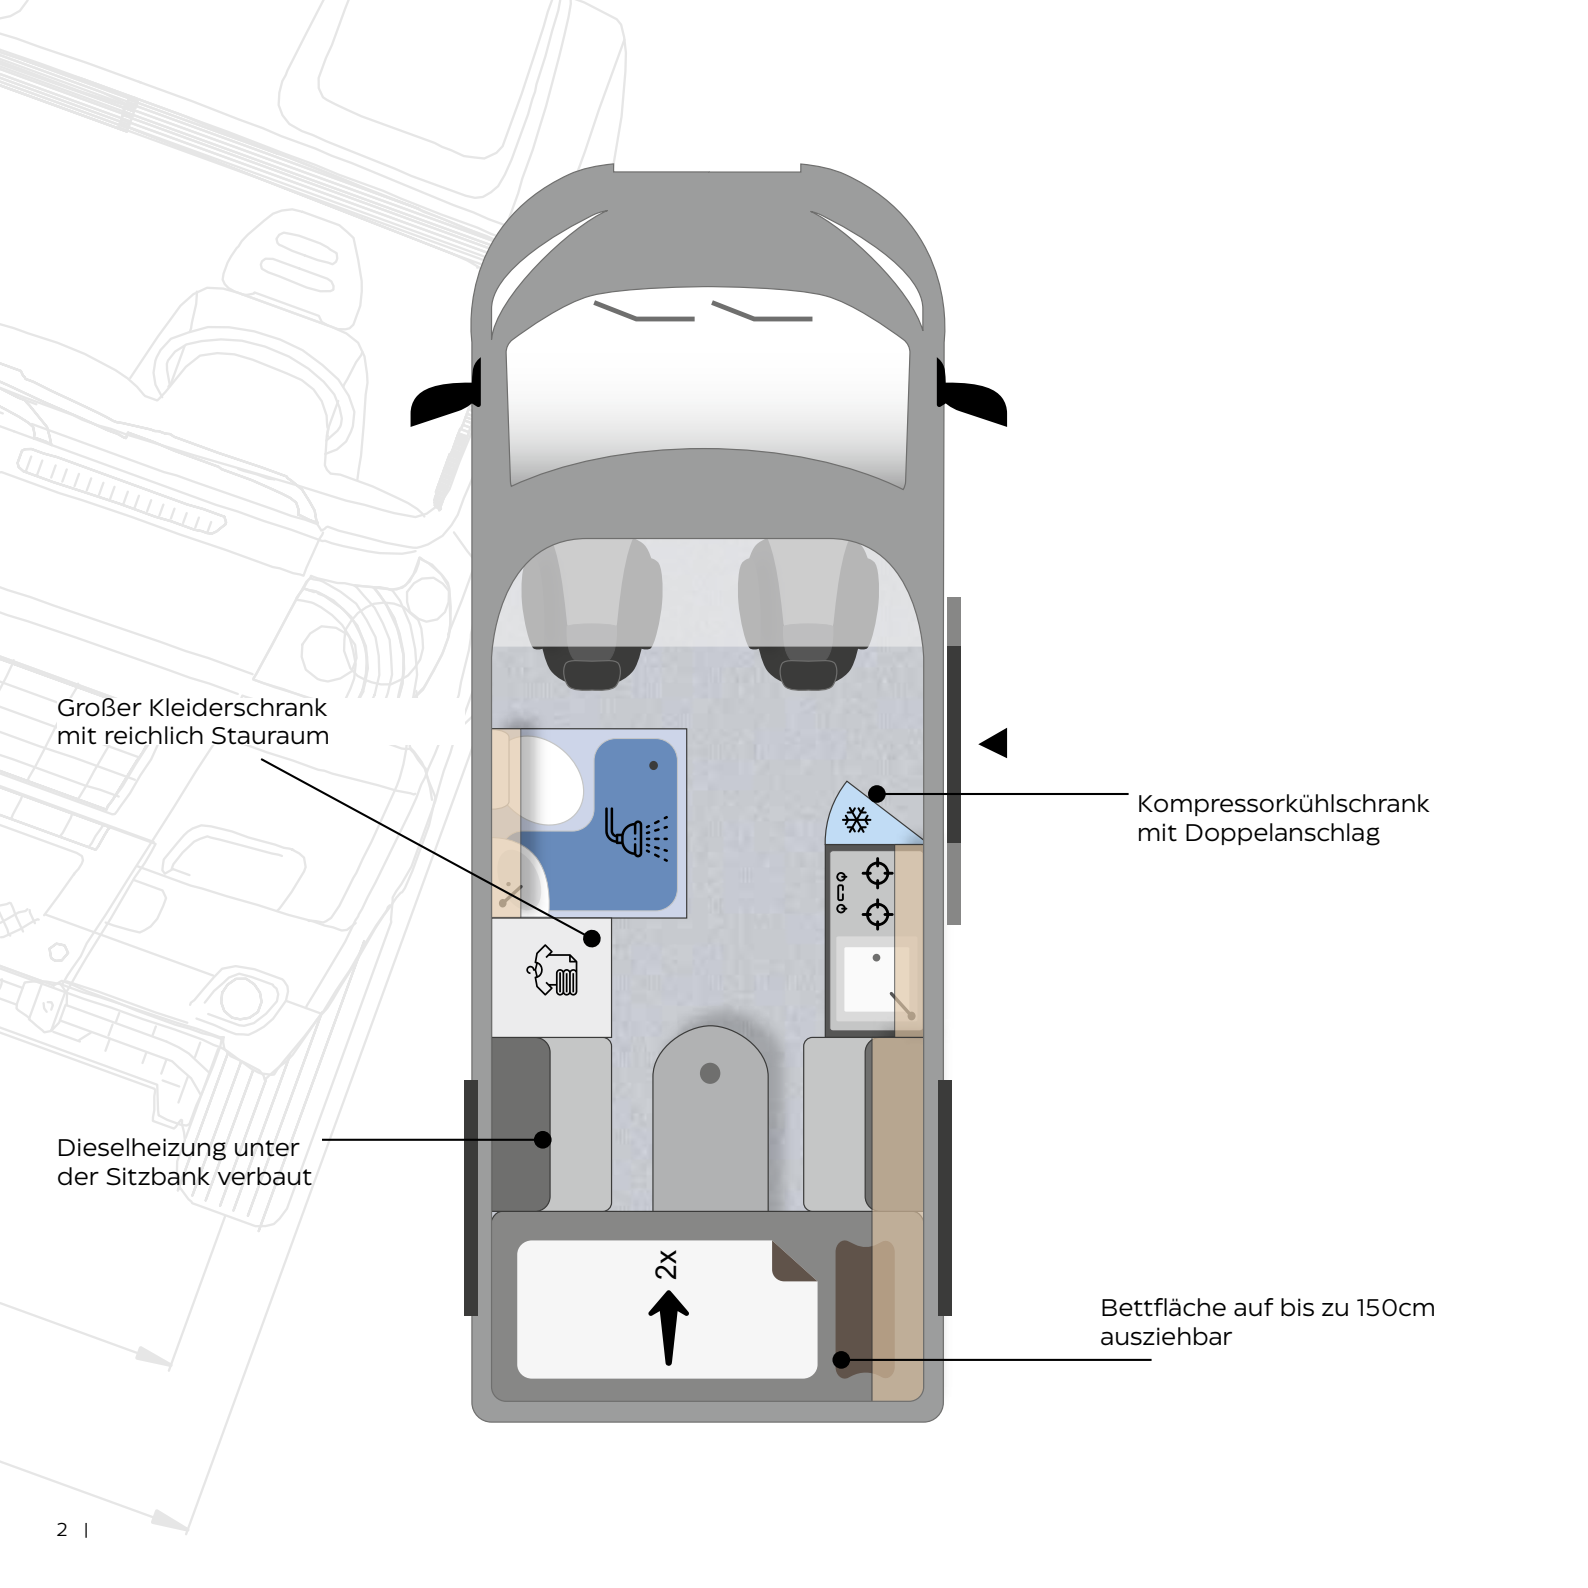 Großer Kleiderschrank
mit reichlich Stauraum
Kompressorkühlschrank
mit Doppelanschlag
Dieselheizung unter
der Sitzbank verbaut
2x
Bettfläche auf bis zu 150cm
ausziehbar
2 |